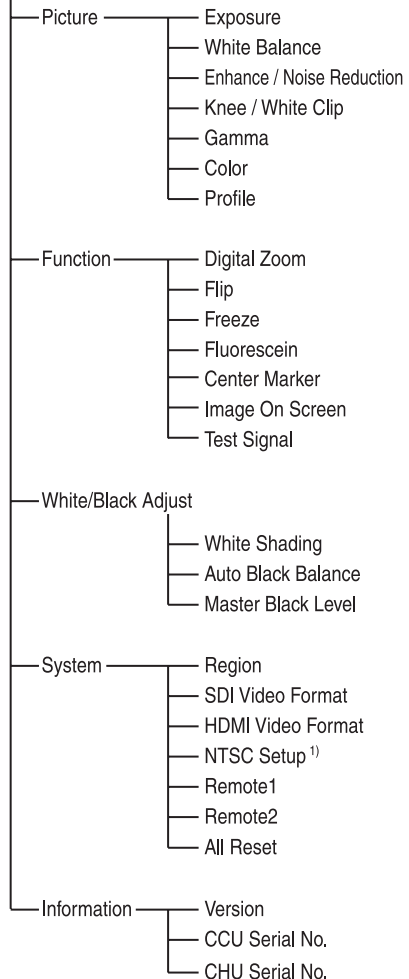 Picture
Exposure
White Balance
Enhance / Noise Reduction
Knee / White Clip
Gamma
Color
Profile
Function
Digital Zoom
Flip
Freeze
Fluorescein
Center Marker
Image On Screen
Test Signal
White/Black Adjust
White Shading
Auto Black Balance
Master Black Level
System
Region
SDI Video Format
HDMI Video Format
NTSC Setup 1)
Remote1
Remote2
All Reset
Information
Version
CCU Serial No.
CHU Serial No.